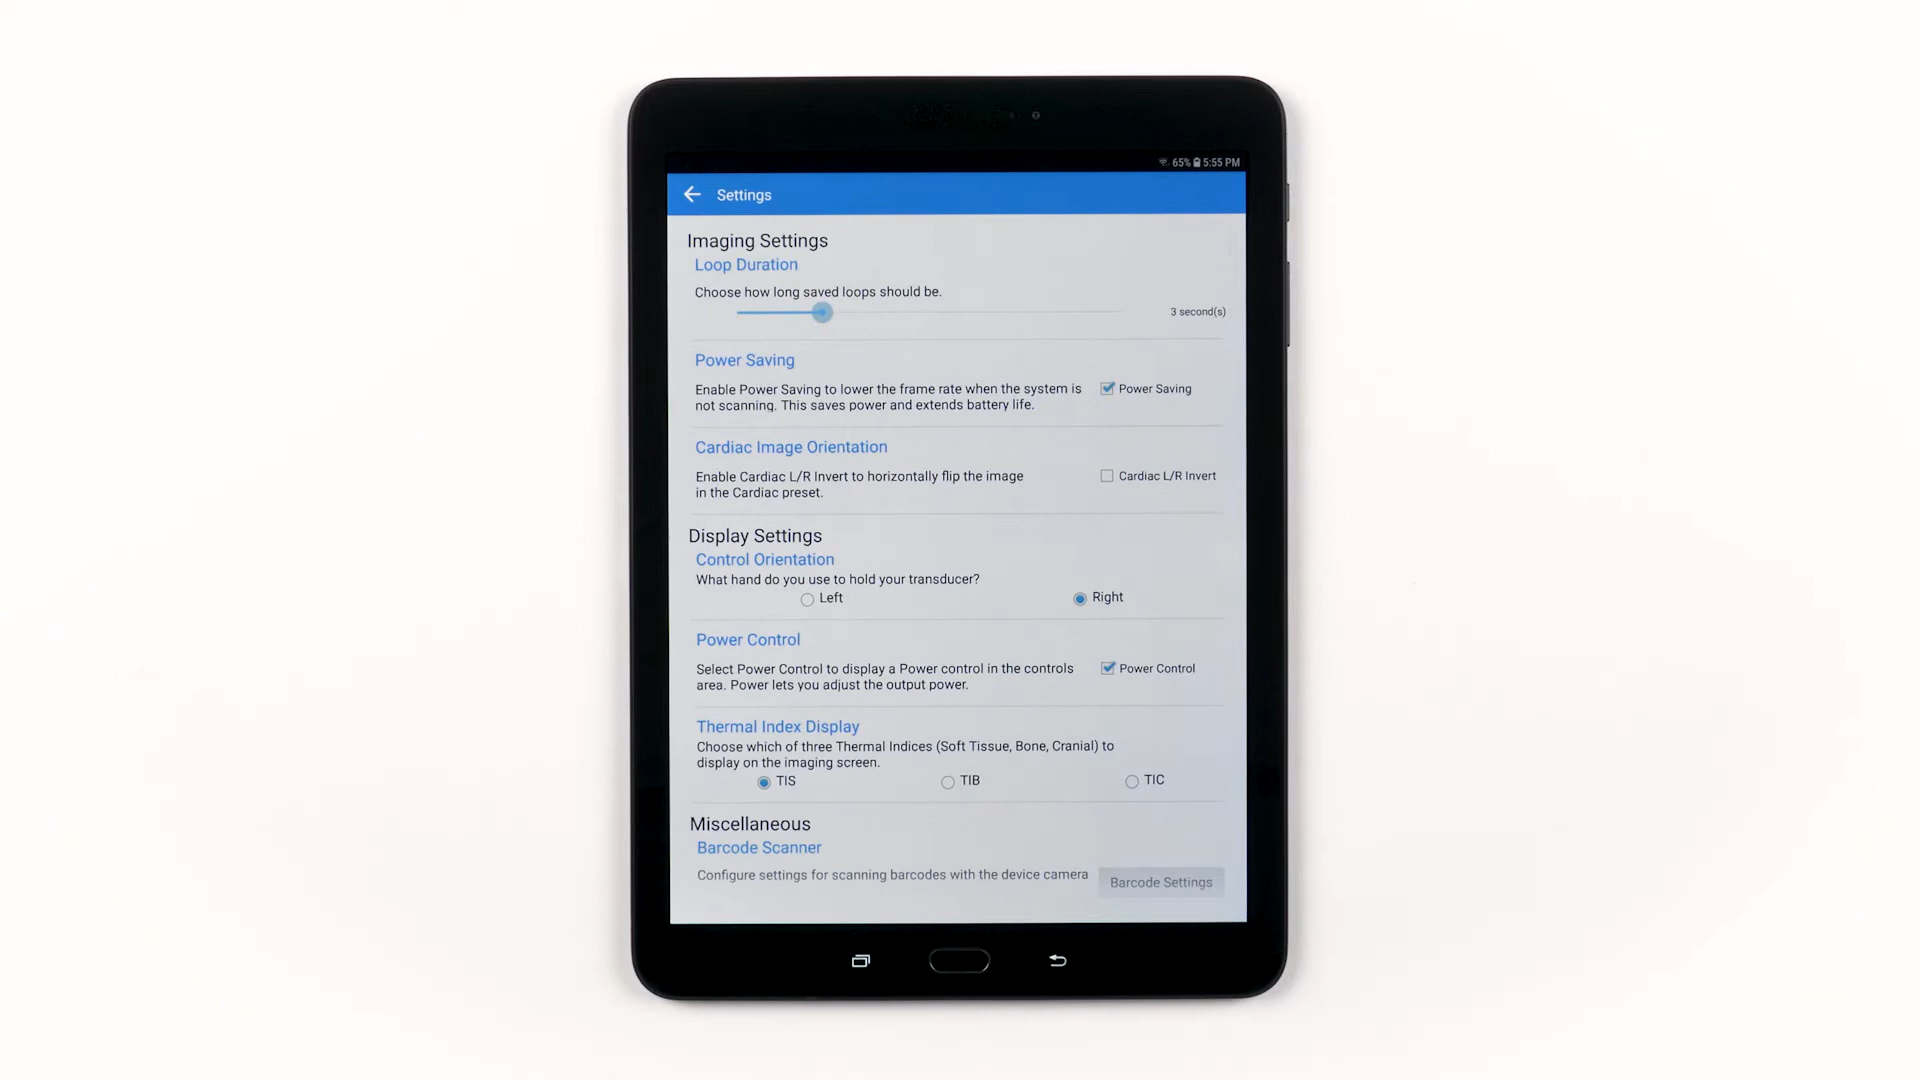 65% 5:55 PM
Settings
Imaging Settings
Loop Duration
Choose how long saved loops should be.
3 second(s)
Power Saving
Enable Power Saving to lower the frame rate when the system is
not scanning. This saves power and extends battery life.
Power Saving
Cardiac Image Orientation
Enable Cardiac L/R Invert to horizontally flip the image
in the Cardiac preset.
Cardiac L/R Invert
Display Settings
Control Orientation
What hand do you use to hold your transducer?
Left
Right
Power Control
Select Power Control to display a Power control in the controls
area. Power lets you adjust the output power.
Power Control
Thermal Index Display
Choose which of three Thermal Indices (Soft Tissue, Bone, Cranial) to
display on the imaging screen.
TIS
TIB
TIC
Miscellaneous
Barcode Scanner
Configure settings for scanning barcodes with the device camera
Barcode Settings